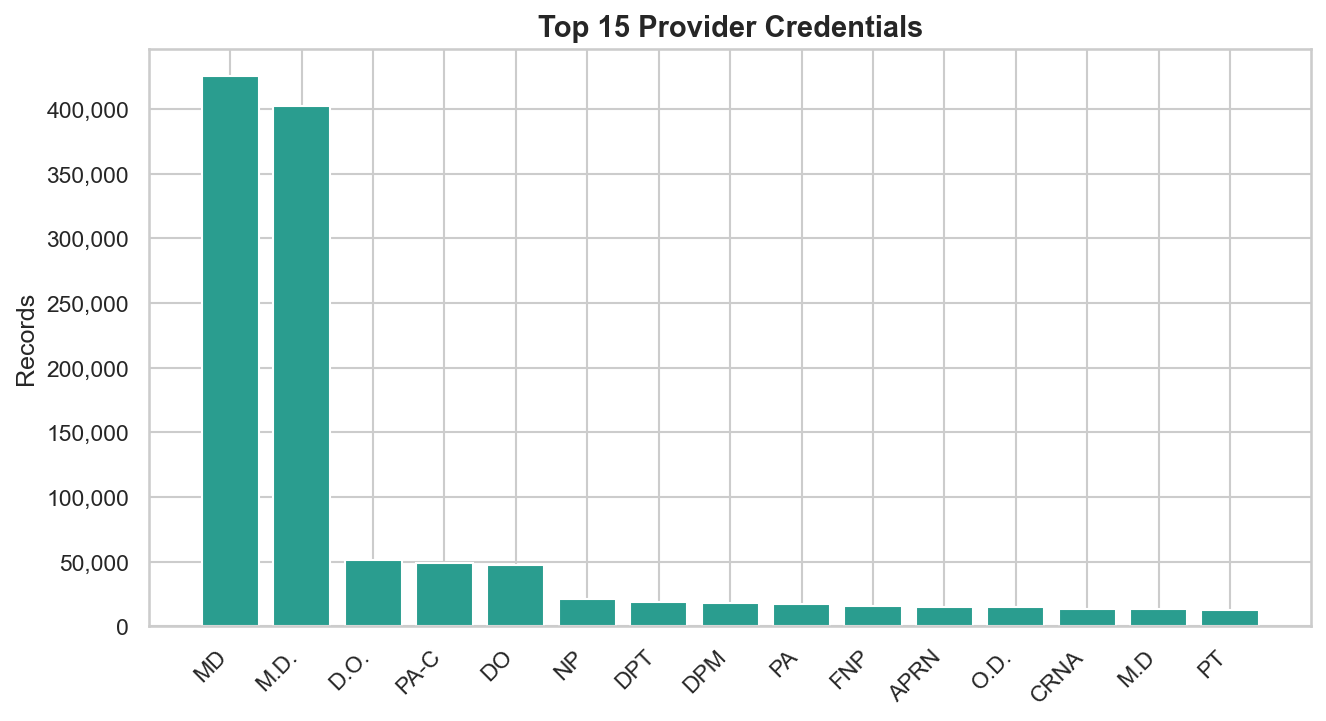 Top 15 Provider Credentials
Records
400,000
350,000
300,000
250,000
200,000
150,000
100,000
50,000
0
MD
M.D.
D.O.
PA-C
DO
NP
DPT
DPM
PA
FNP
APRN
O.D.
CRNA
M.D
PT